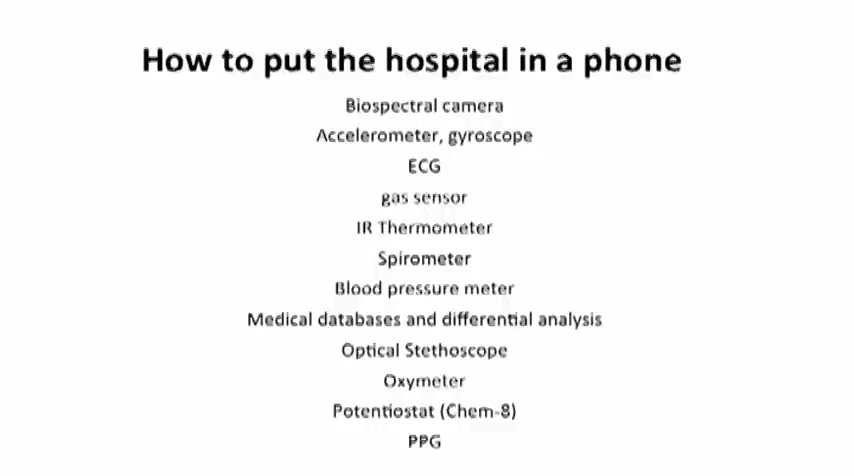 How to put the hospital in a phone
Biospectral camera
Accelerometer, gyroscope
ECG
gas sensor
IR Thermometer
Spirometer
Blood pressure meter
Medical databases and differential analysis
Optical Stethoscope
Oxymeter
Potentiostat (Chem-8)
PPG